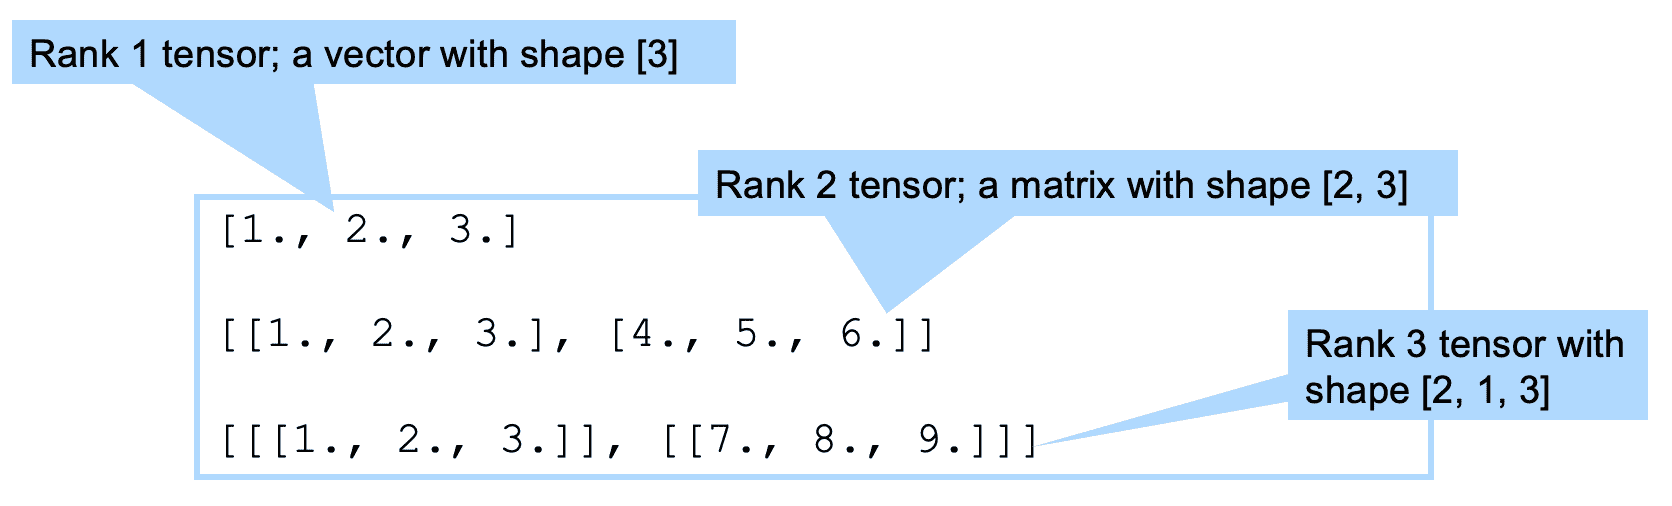 Rank 1 tensor; a vector with shape [3]
Rank 2 tensor; a matrix with shape [2, 3]
[1., 2., 3.]
[[1., 2., 3.], [4., 5., 6.]]
Rank 3 tensor with
shape [2, 1, 3]
[[[1., 2., 3.]], [[7., 8., 9.]]]